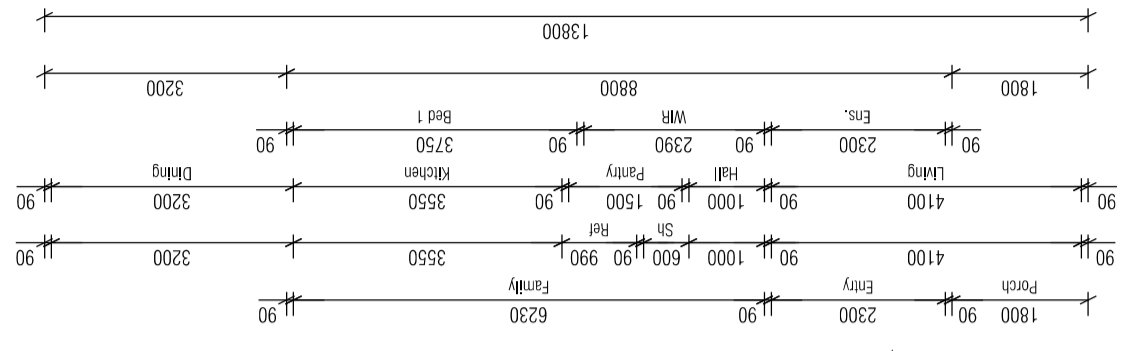 1800 90 2300 90 6230 90
Porch Entry Family
90 4100 90 1000 600 90 990 3550 3200 90
Sh Ref
90 4100 90 1000 90 1500 90 3550 3200 90
Living Hall Pantry Kitchen Dining
90 2300 90 2390 90 3750 90
Ens. WIR Bed 1
1800 8800 3200
13800